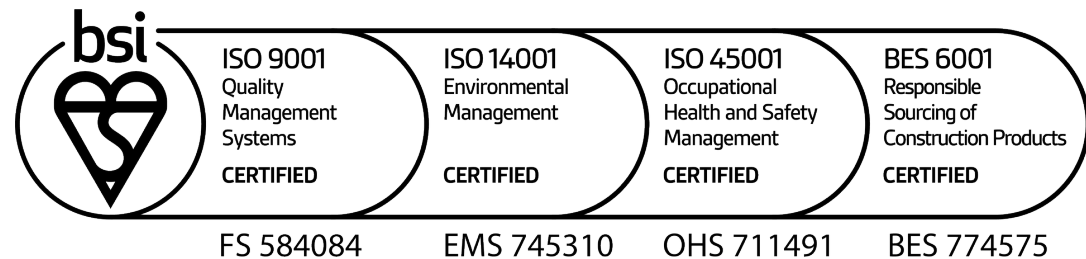 bsi
ISO 9001
Quality
Management
Systems
CERTIFIED
ISO 14001
Environmental
Management
CERTIFIED
ISO 45001
Occupational
Health and Safety
Management
CERTIFIED
BES 6001
Responsible
Sourcing of
Construction Products
CERTIFIED
FS 584084
EMS 745310
OHS 711491
BES 774575